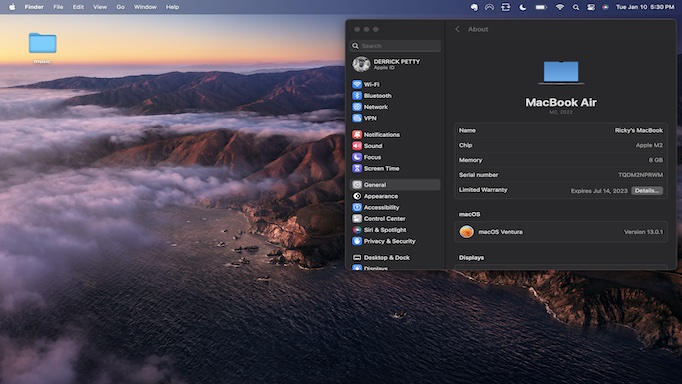 Finder File Edit View Go Window Help Tue Jan 10 5:30 PM
Search
DERRICK PETTY
Apple ID
Wi-Fi
Bluetooth
Network
VPN
Notifications
Sound
Focus
Screen Time
General
Appearance
Accessibility
Control Center
Siri & Spotlight
Privacy & Security
Desktop & Dock
Displays
About
MacBook Air
M2, 2022
Name Ricky's MacBook
Chip Apple M2
Memory 8 GB
Serial number TQDM2NPRWM
Limited Warranty Expires Jul 14, 2023 Details...
macOS
macOS Ventura Version 13.0.1
Displays